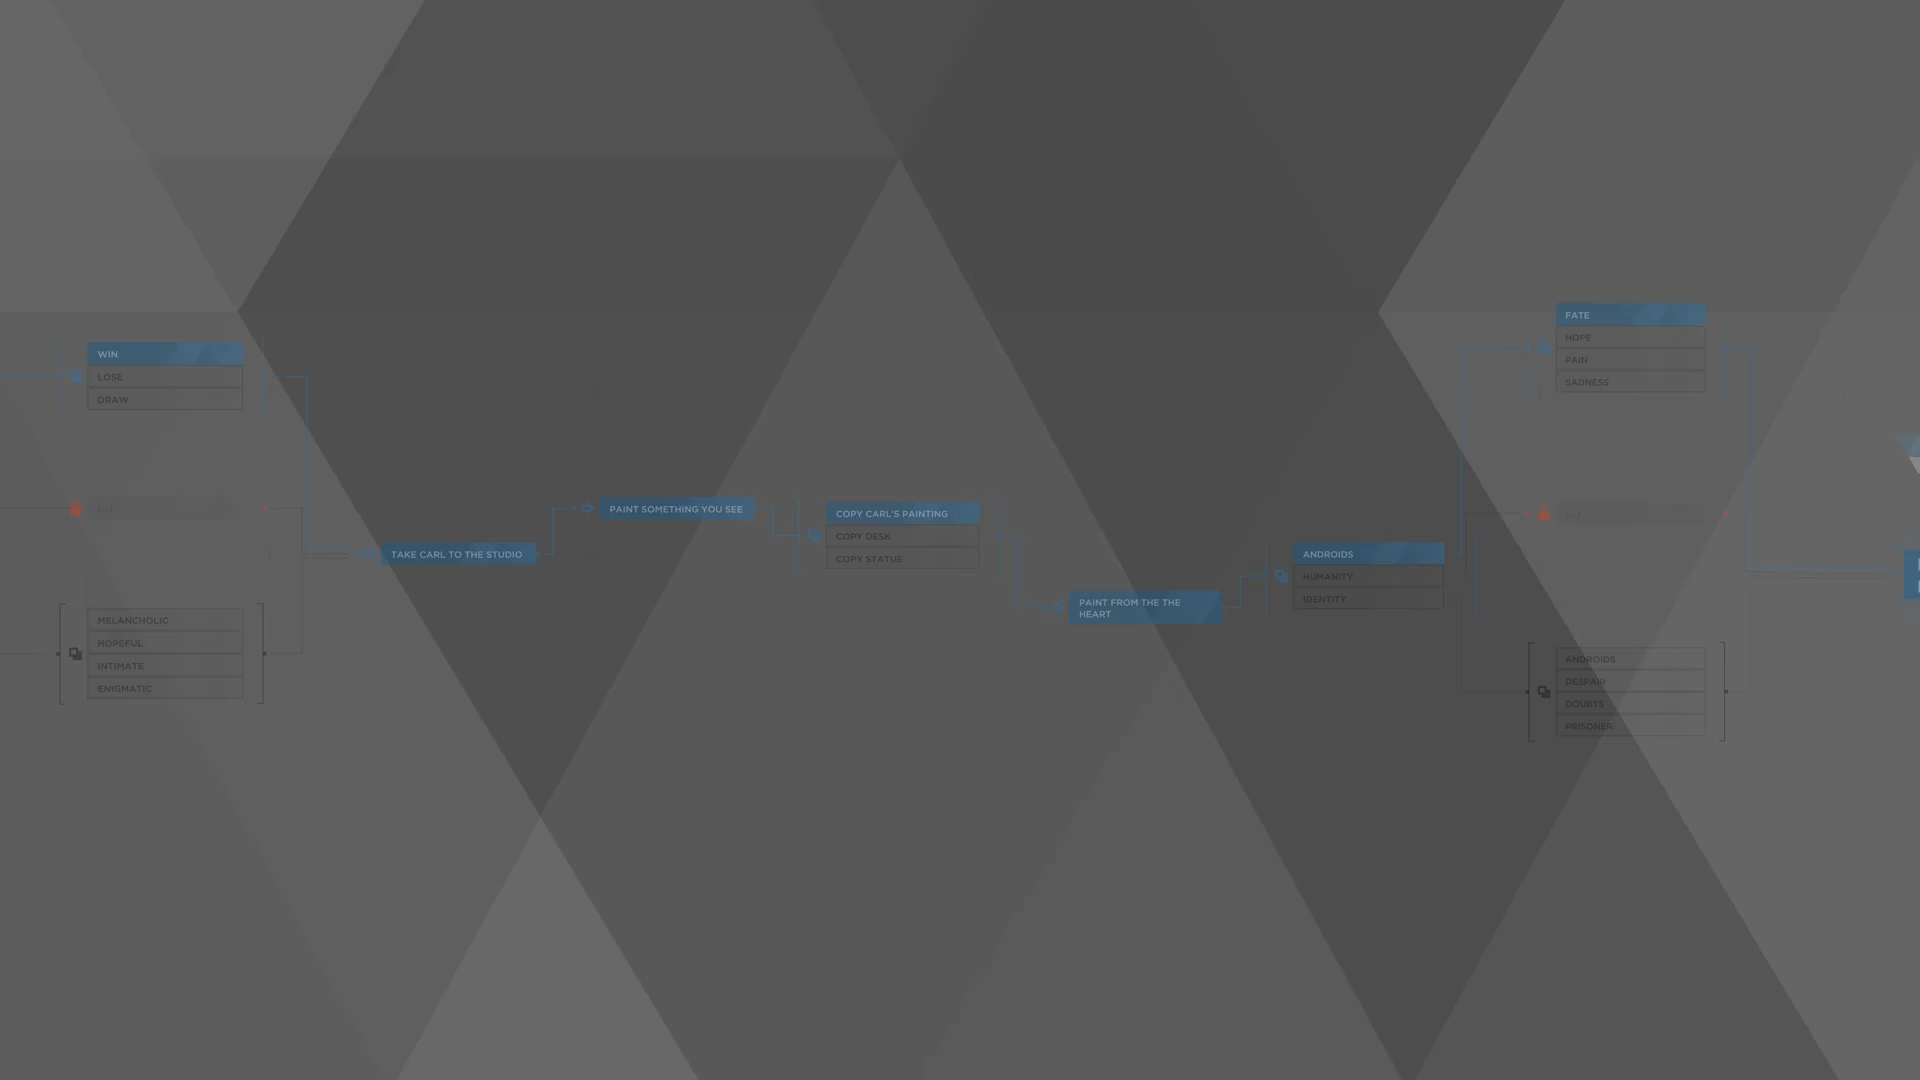 WIN
LOSE
DRAW
MELANCHOLIC
HOPEFUL
INTIMATE
ENIGMATIC
TAKE CARL TO THE STUDIO
PAINT SOMETHING YOU SEE
COPY CARL'S PAINTING
COPY DESK
COPY STATUE
PAINT FROM THE THE
HEART
ANDROIDS
HUMANITY
IDENTITY
FATE
HOPE
PAIN
SADNESS
ANDROIDS
DESPAIR
DOUBTS
PRISONER